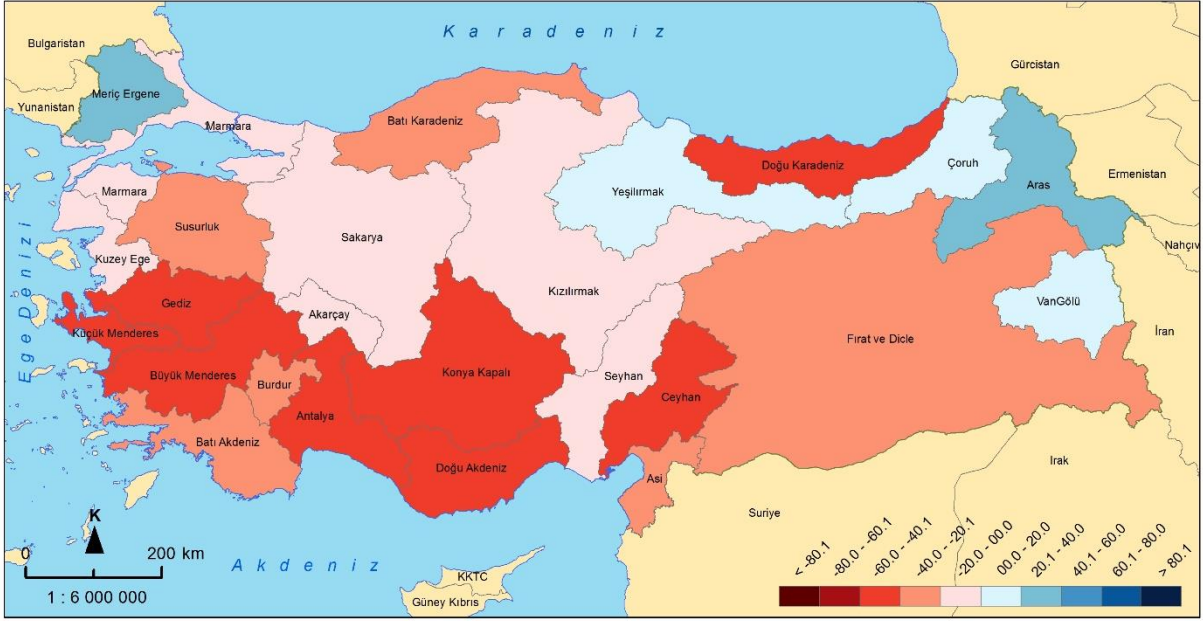 Karadeniz
Bulgaristan
Gürcistan
Meriç Ergene
Yunanistan
Marmara
Batı Karadeniz
Doğu Karadeniz
Çoruh
Ermenistan
Marmara
Yeşilırmak
Aras
Susurluk
Sakarya
Nahçıv
Kuzey Ege
Kızılırmak
Ege Denizi
Gediz
Akarçay
VanGölü
İran
Küçük Menderes
Fırat ve Dicle
Büyük Menderes
Burdur
Konya Kapalı
Seyhan
Ceyhan
Antalya
Batı Akdeniz
Doğu Akdeniz
Asi
Irak
Suriye
K
0 200 km
1 : 6 000 000
Akdeniz
KKTC
Güney Kıbrıs
< -80.1
-80.0 - -60.1
-60.0 - -40.1
-40.0 - -20.1
-20.0 - 00.0
00.0 - 20.0
20.1 - 40.0
40.1 - 60.0
60.1 - 80.0
> 80.1